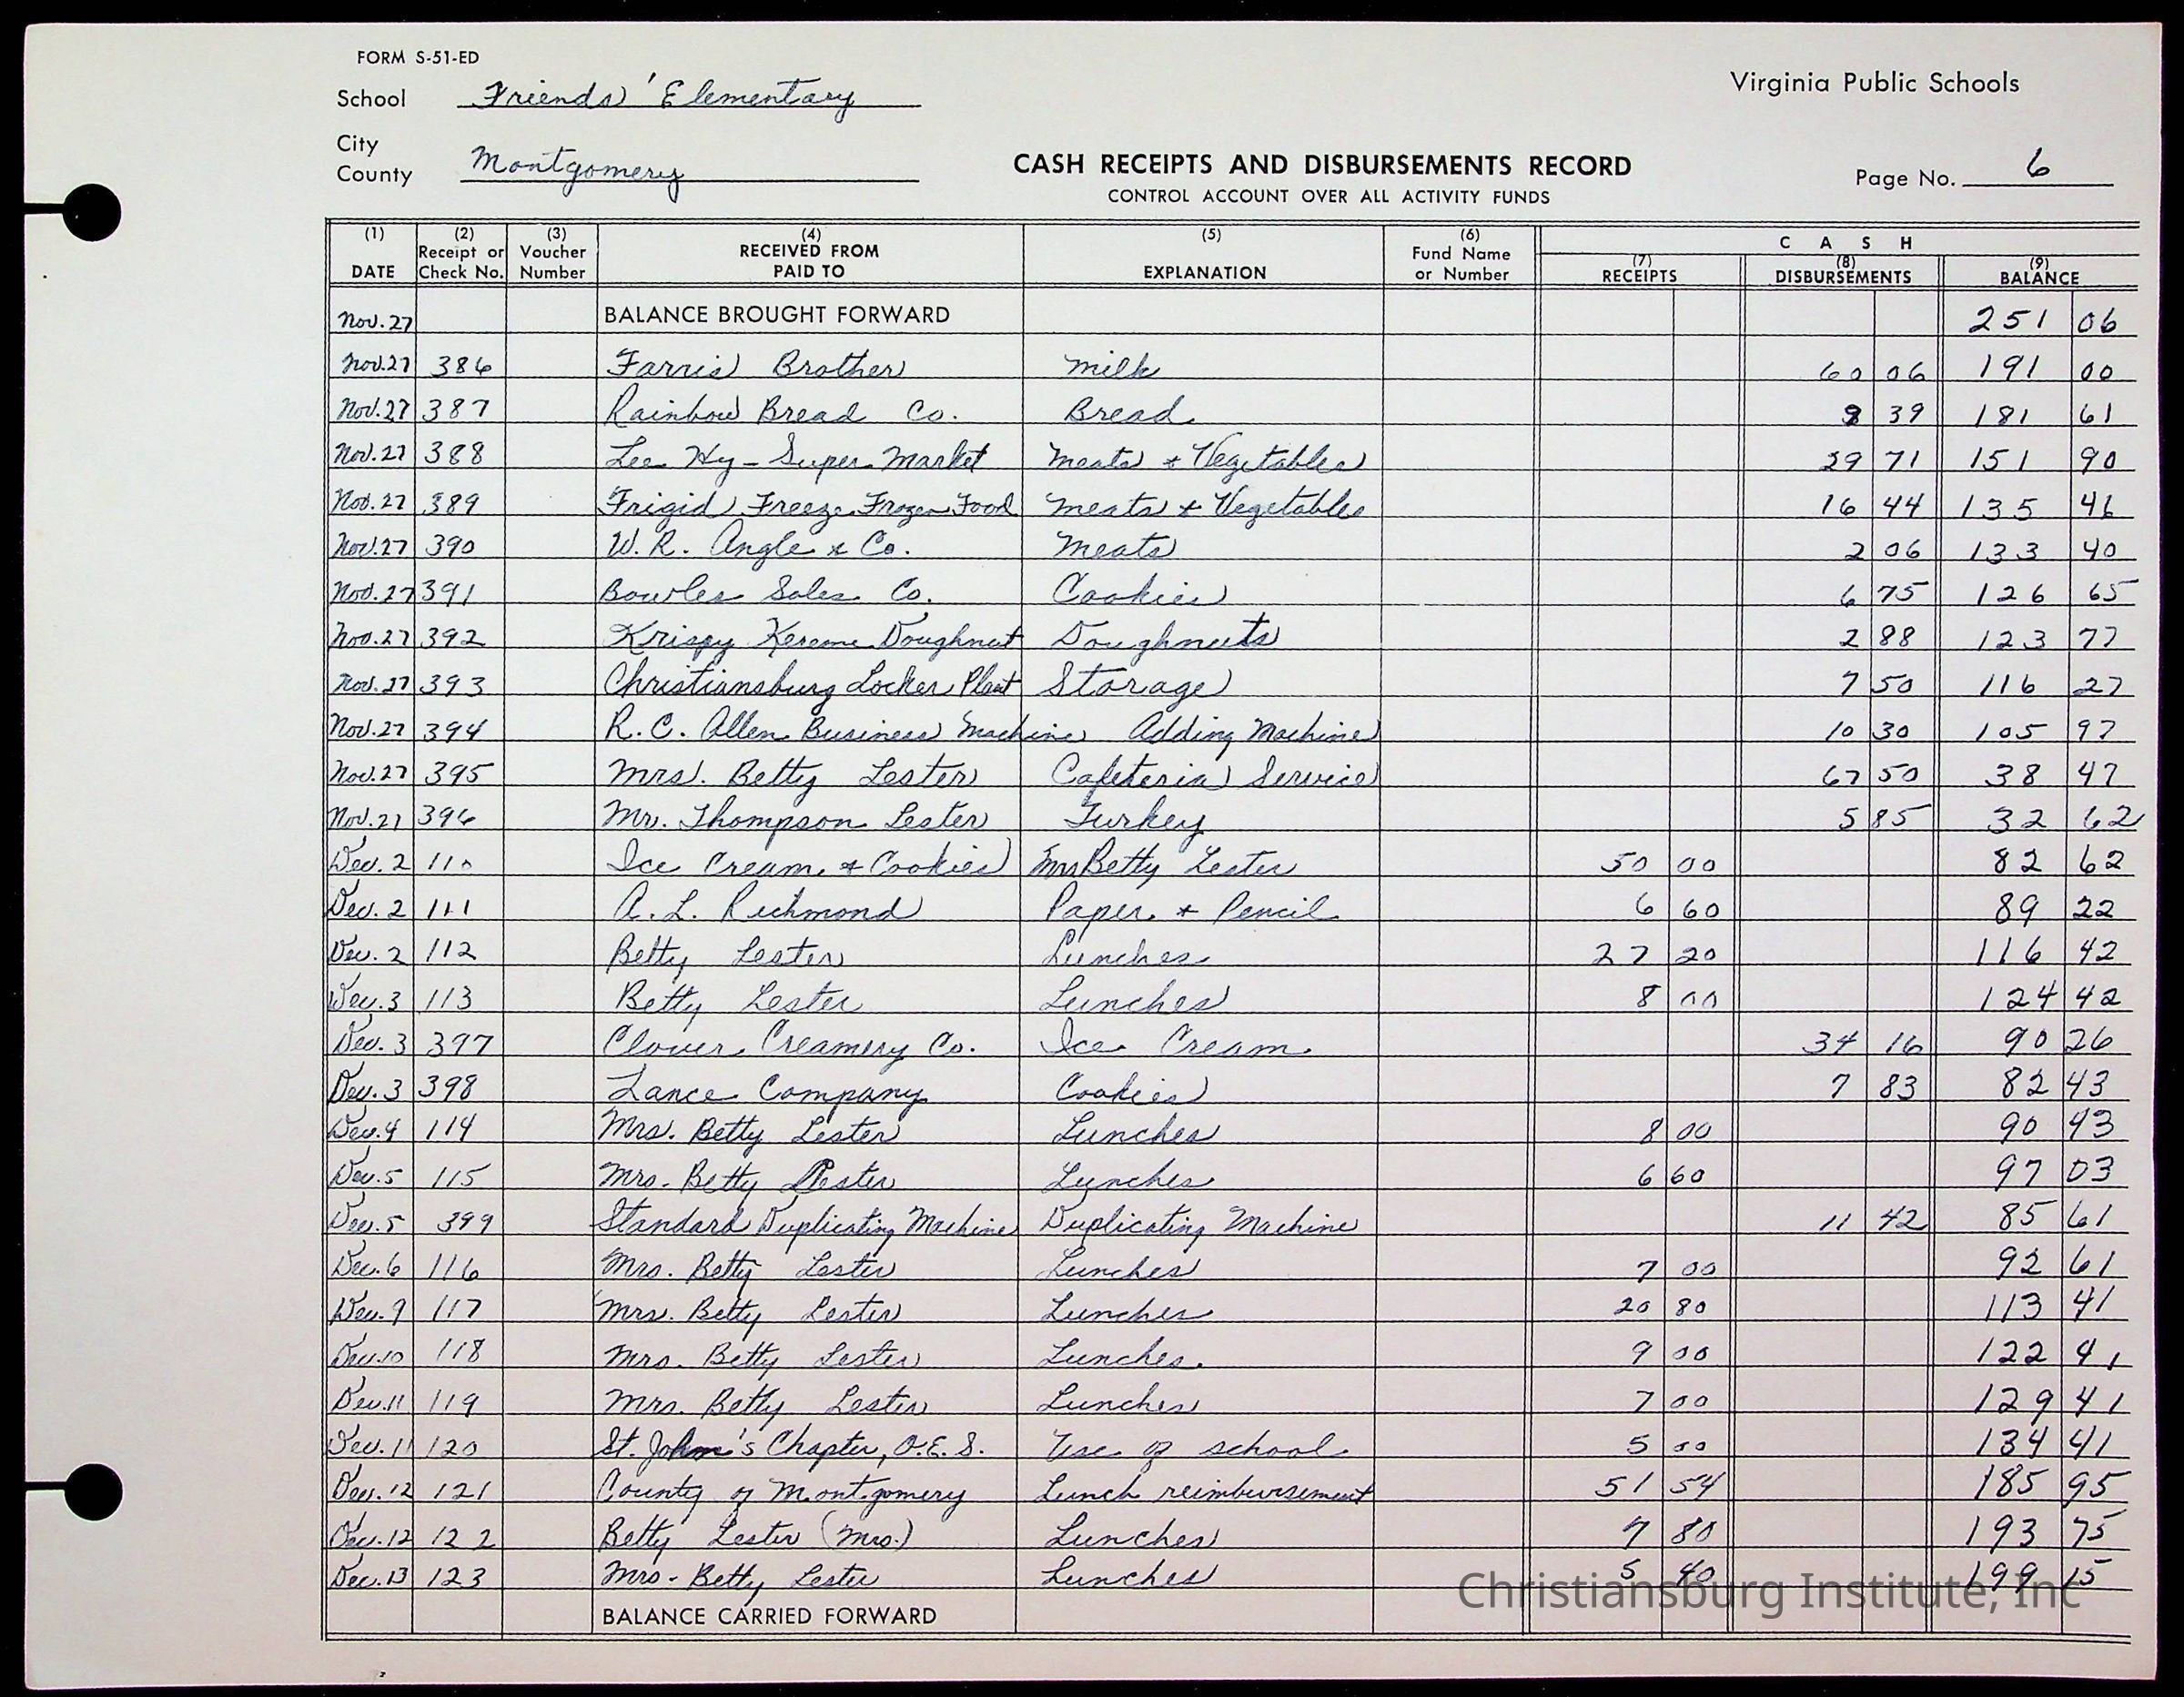 FORM S-51-ED
School Friends' Elementary
Virginia Public Schools
City
County Montgomery
CASH RECEIPTS AND DISBURSEMENTS RECORD
Page No. 6
CONTROL ACCOUNT OVER ALL ACTIVITY FUNDS
(1) DATE (2) Receipt or Check No. (3) Voucher Number (4) RECEIVED FROM PAID TO (5) EXPLANATION (6) Fund Name or Number CASH (7) RECEIPTS (8) DISBURSEMENTS (9) BALANCE
Nov. 27 BALANCE BROUGHT FORWARD 251 06
Nov. 27 386 Farris Brother Milk 60 06 191 00
Nov. 27 387 Rainbow Bread Co. Bread 9 39 181 61
Nov. 27 388 Lee Hy-Super Market Meats + Vegetables 29 71 151 90
Nov. 27 389 Frigid Freeze Frozen Food Meats + Vegetables 16 44 135 46
Nov. 27 390 W. R. Angle & Co. Meats 2 06 133 40
Nov. 27 391 Bowles Sales Co. Cookies 6 75 126 65
Nov. 27 392 Krispy Kereme Doughnut Doughnuts 2 88 123 77
Nov. 27 393 Christiansburg Locker Plant Storage 7 50 116 27
Nov. 27 394 R. C. Allen Business Machine Adding Machine 10 30 105 97
Nov. 27 395 Mrs. Betty Lester Cafeteria Service 67 50 38 47
Nov. 27 396 Mr. Thompson Lester Turkey 5 85 32 62
Dec. 2 110 Ice Cream & Cookies Mrs Betty Lester 50 00 82 62
Dec. 2 111 A. L. Richmond Paper + Pencil 6 60 89 22
Dec. 2 112 Betty Lester Lunches 27 20 116 42
Dec. 3 113 Betty Lester Lunches 8 00 124 42
Dec. 3 397 Clover Creamery Co. Ice Cream 34 16 90 26
Dec. 3 398 Lance Company Cookies 7 83 82 43
Dec. 4 114 Mrs. Betty Lester Lunches 8 00 90 43
Dec. 5 115 Mrs. Betty Lester Lunches 6 60 97 03
Dec. 5 399 Standard Duplicating Machine Duplicating Machine 11 42 85 61
Dec. 6 116 Mrs. Betty Lester Lunches 7 00 92 61
Dec. 9 117 Mrs. Betty Lester Lunches 20 80 113 41
Dec. 10 118 Mrs. Betty Lester Lunches. 9 00 122 41
Dec. 11 119 Mrs. Betty Lester Lunches 7 00 129 41
Dec. 11 120 St. John's Chapter, O.E.S. Use of school 5 00 134 41
Dec. 12 121 County of Montgomery Lunch reimbursement 51 54 185 95
Dec. 12 122 Betty Lester (Mrs.) Lunches 7 80 193 75
Dec. 13 123 Mrs. Betty Lester Lunches 5 40 199 15
BALANCE CARRIED FORWARD
Christiansburg Institute, Inc